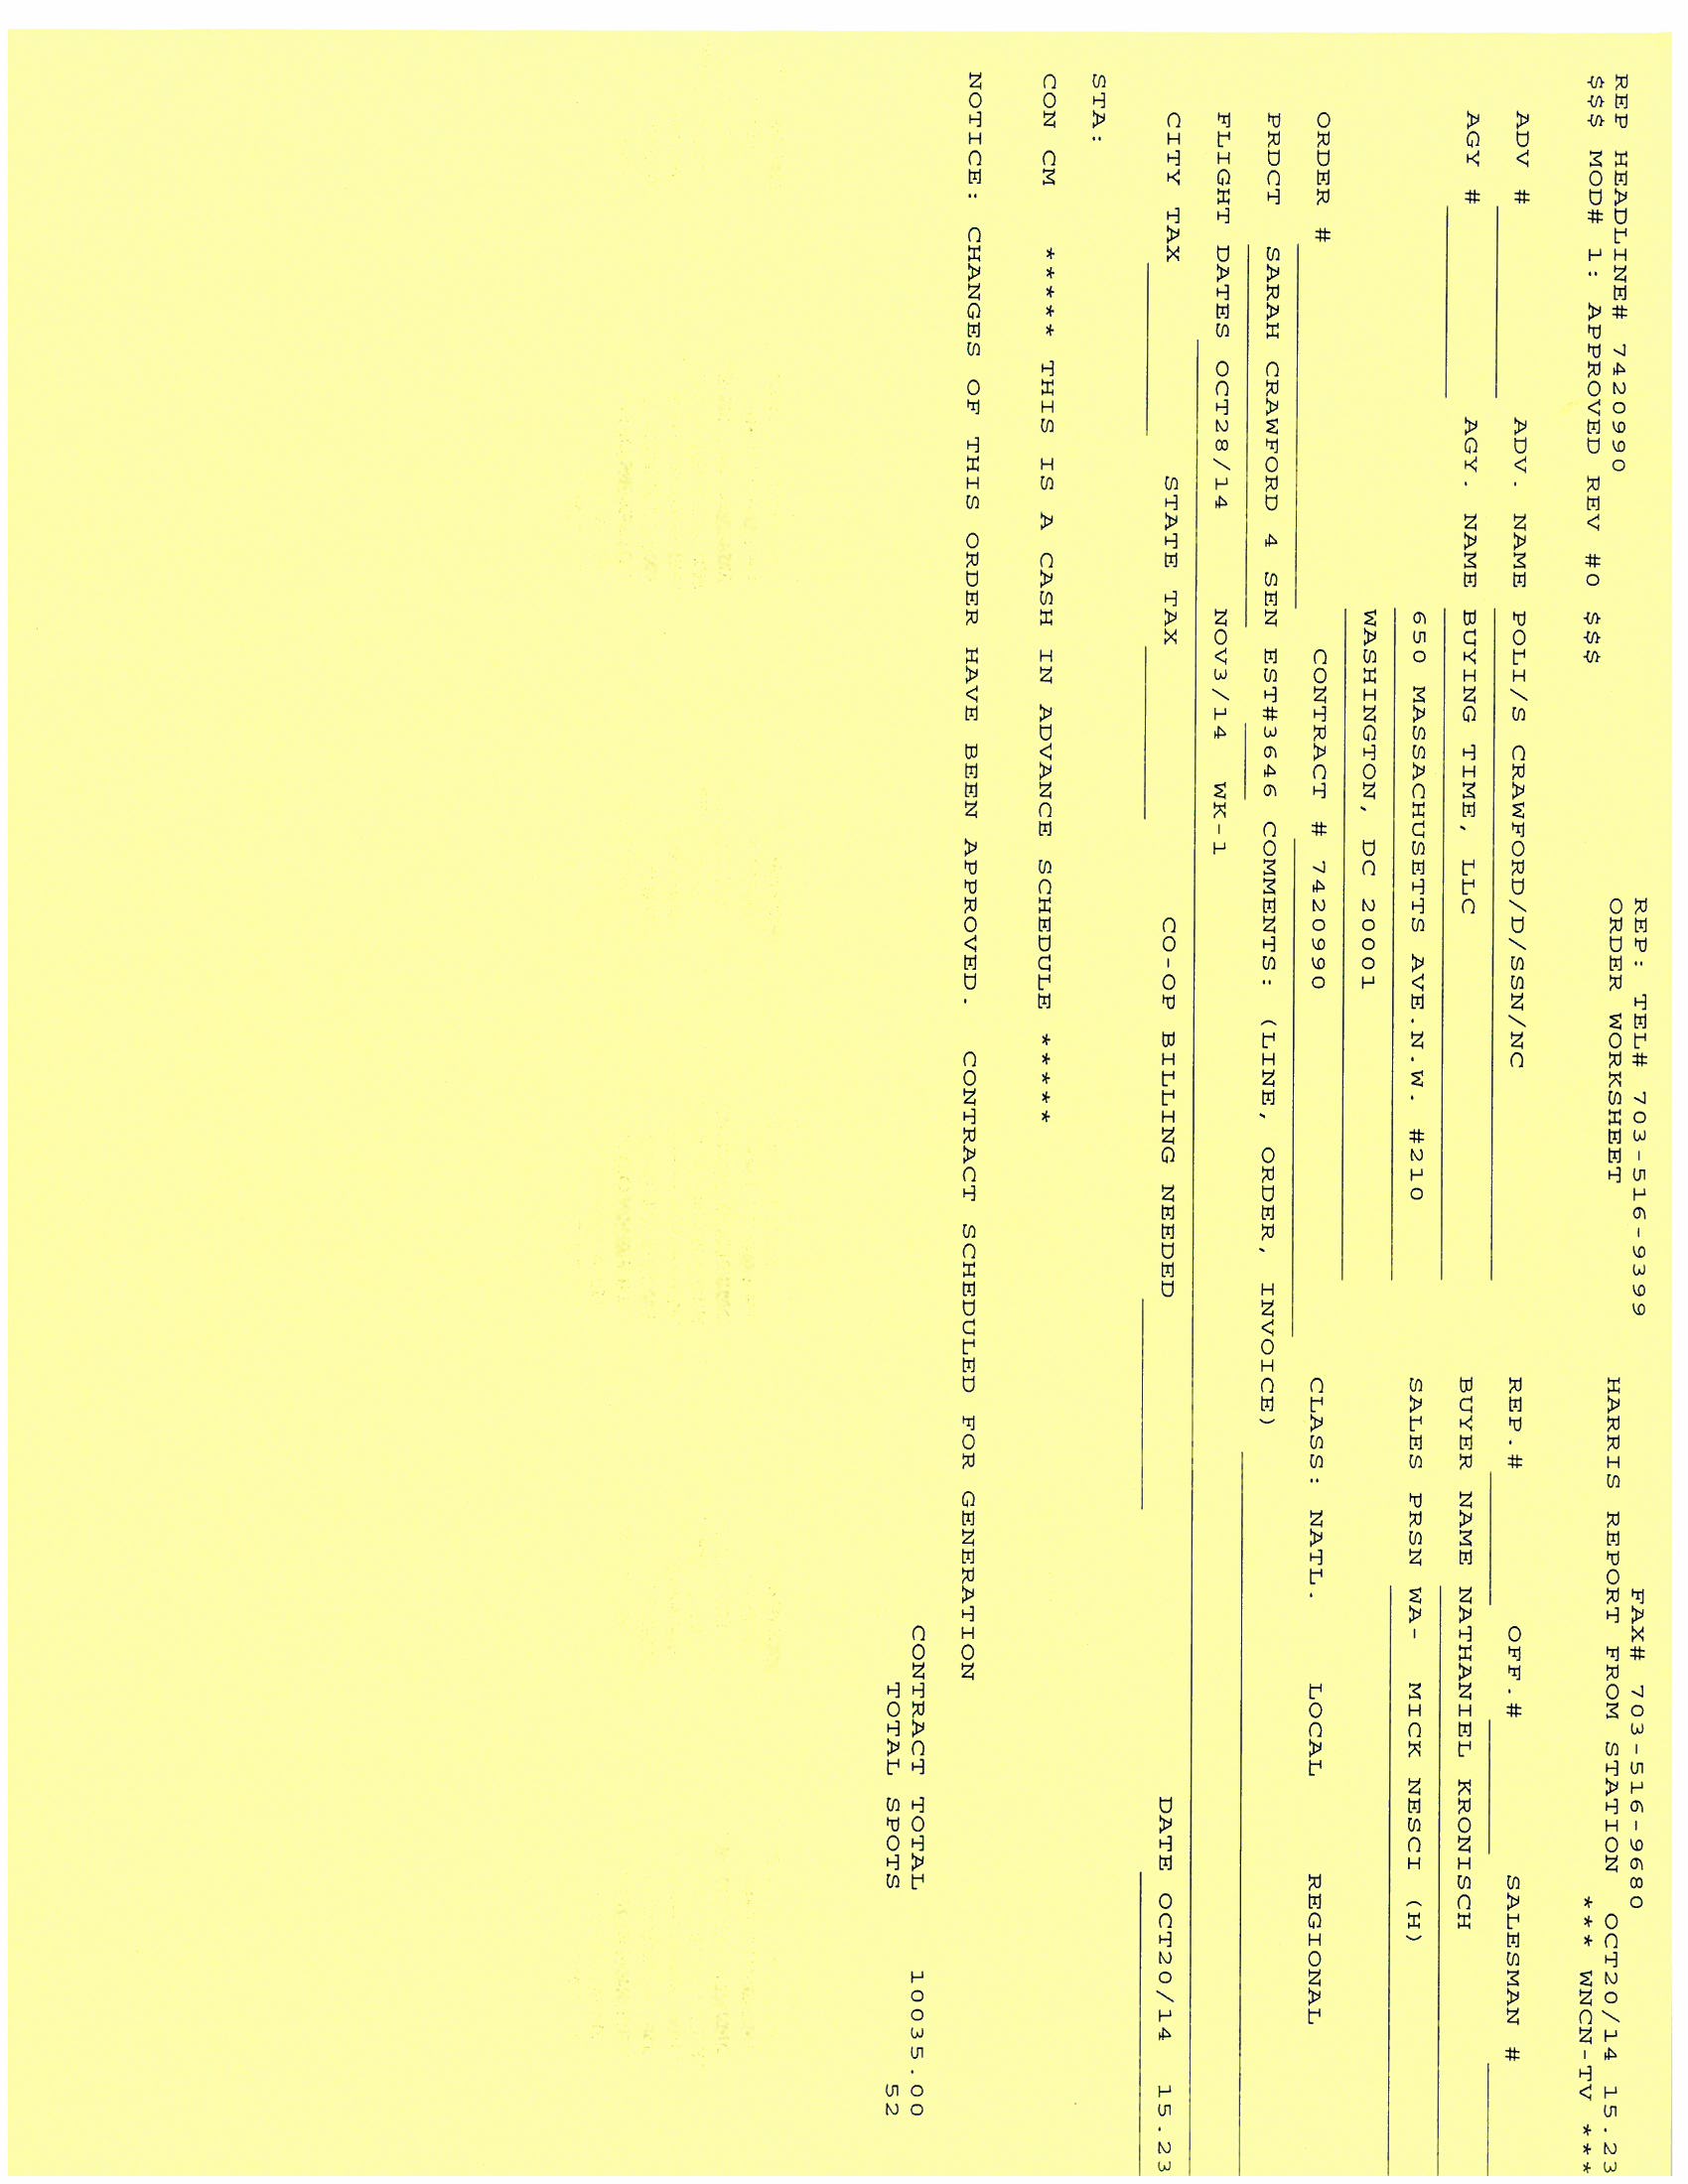 REP: TEL# 703-516-9399 FAX# 703-516-9680
REP HEADLINE# 7420990 ORDER WORKSHEET HARRIS REPORT FROM STATION OCT20/14 15.23
$$$ MOD# 1: APPROVED REV #0 $$$ *** WNCN-TV ***
ADV # ADV. NAME POLI/S CRAWFORD/D/SSN/NC REP.# OFF.# SALESMAN #
AGY # AGY. NAME BUYING TIME, LLC BUYER NAME NATHANIEL KRONISCH
650 MASSACHUSETTS AVE.N.W. #210 SALES PRSN WA- MICK NESCI (H)
WASHINGTON, DC 20001
ORDER # CONTRACT # 7420990 CLASS: NATL. LOCAL REGIONAL
PRDCT SARAH CRAWFORD 4 SEN EST#3646 COMMENTS: (LINE, ORDER, INVOICE)
FLIGHT DATES OCT28/14 NOV3/14 WK-1
CITY TAX STATE TAX CO-OP BILLING NEEDED DATE OCT20/14 15.23
STA:
CON CM ***** THIS IS A CASH IN ADVANCE SCHEDULE *****
NOTICE: CHANGES OF THIS ORDER HAVE BEEN APPROVED. CONTRACT SCHEDULED FOR GENERATION
CONTRACT TOTAL 10035.00
TOTAL SPOTS 52